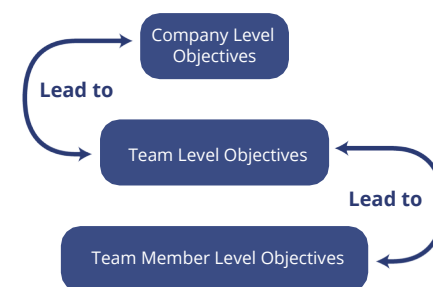 Company Level
Objectives
Lead to
Team Level Objectives
Lead to
Team Member Level Objectives